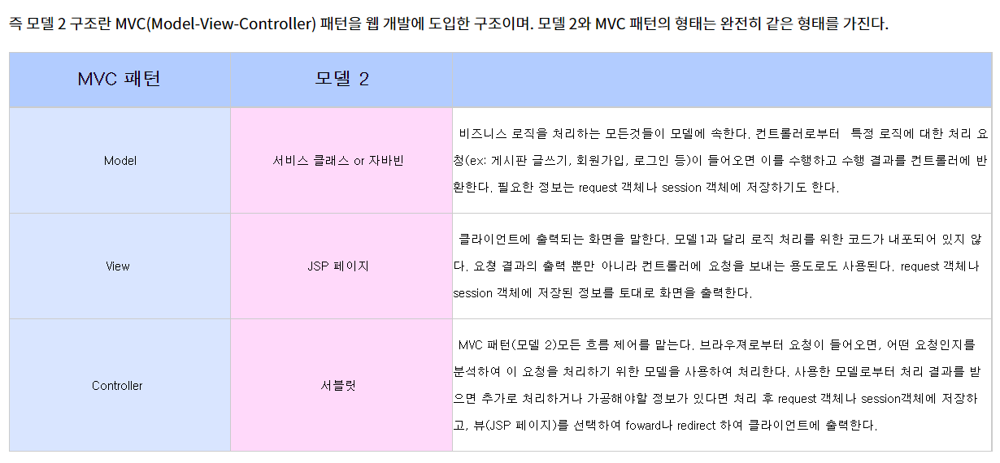 즉 모델 2 구조란 MVC(Model-View-Controller) 패턴을 웹 개발에 도입한 구조이며. 모델 2와 MVC 패턴의 형태는 완전히 같은 형태를 가진다.
MVC 패턴
모델 2
Model
서비스 클래스 or 자바빈
비즈니스 로직을 처리하는 모든것들이 모델에 속한다. 컨트롤러로부터 특정 로직에 대한 처리 요
청(ex: 게시판 글쓰기, 회원가입, 로그인 등)이 들어오면 이를 수행하고 수행 결과를 컨트롤러에 반
환한다. 필요한 정보는 request 객체나 session 객체에 저장하기도 한다.
View
JSP 페이지
클라이언트에 출력되는 화면을 말한다. 모델1과 달리 로직 처리를 위한 코드가 내포되어 있지 않
다. 요쳥 결과의 출력 뿐만 아니라 컨트롤러에 요청을 보내는 용도로도 사용된다. request 객체나
session 객체에 저장된 정보를 토대로 화면을 출력한다.
Controller
서블릿
MVC 패턴(모델 2)모든 흐름 제어를 맡는다. 브라우져로부터 요청이 들어오면, 어떤 요청인지를
분석하여 이 요청을 처리하기 위한 모델을 사용하여 처리한다. 사용한 모델로부터 처리 결과를 받
으면 추가로 처리하거나 가공해야할 정보가 있다면 처리 후 request 객체나 session객체에 저장하
고, 뷰(JSP 페이지)를 선택하여 foward나 redirect 하여 클라이언트에 출력한다.